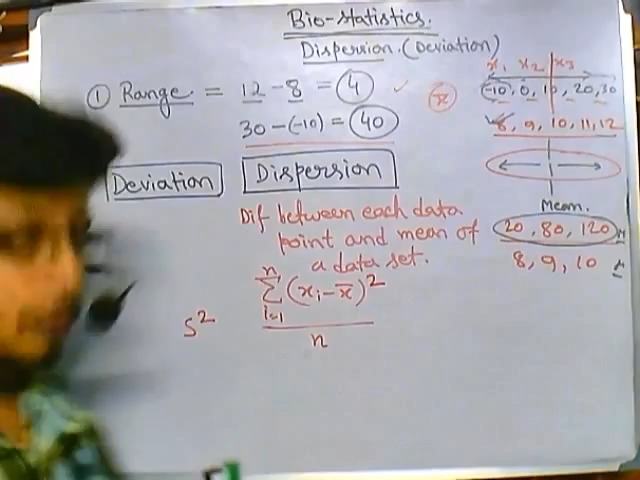 Bio-Statistics.
Dispersion.(Deviation)
① Range. = 12 - 8 = 4 ✓
30 - (-10) = 40
x̄
x₁ x₂ x₃
-10, 0, 10, 20, 30
8, 9, 10, 11, 12
Deviation Dispersion
Mean.
Dif between each data
point and mean of
a data set.
20, 80, 120
8, 9, 10
s² n Σ i=1 (xᵢ - x̄)²
n